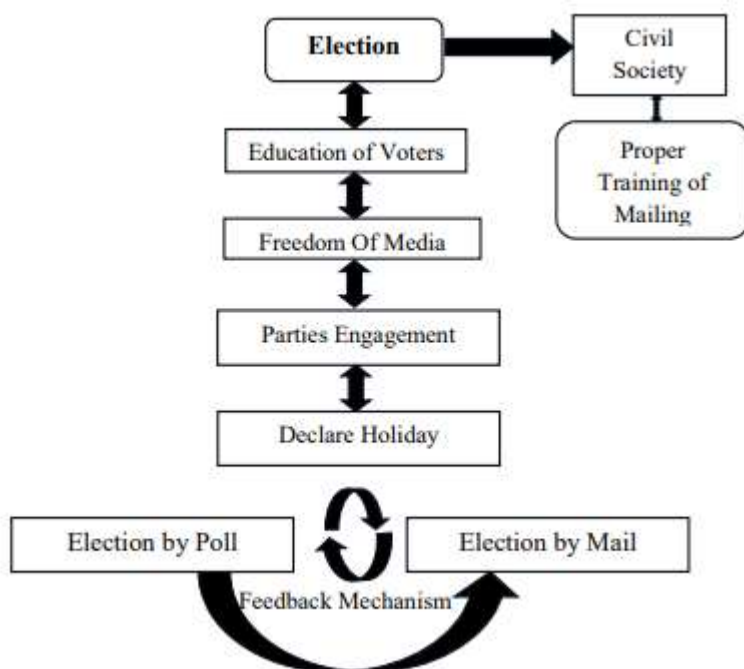 Election
Civil
Society
Education of Voters
Proper
Training of
Mailing
Freedom Of Media
Parties Engagement
Declare Holiday
Election by Poll
Election by Mail
Feedback Mechanism